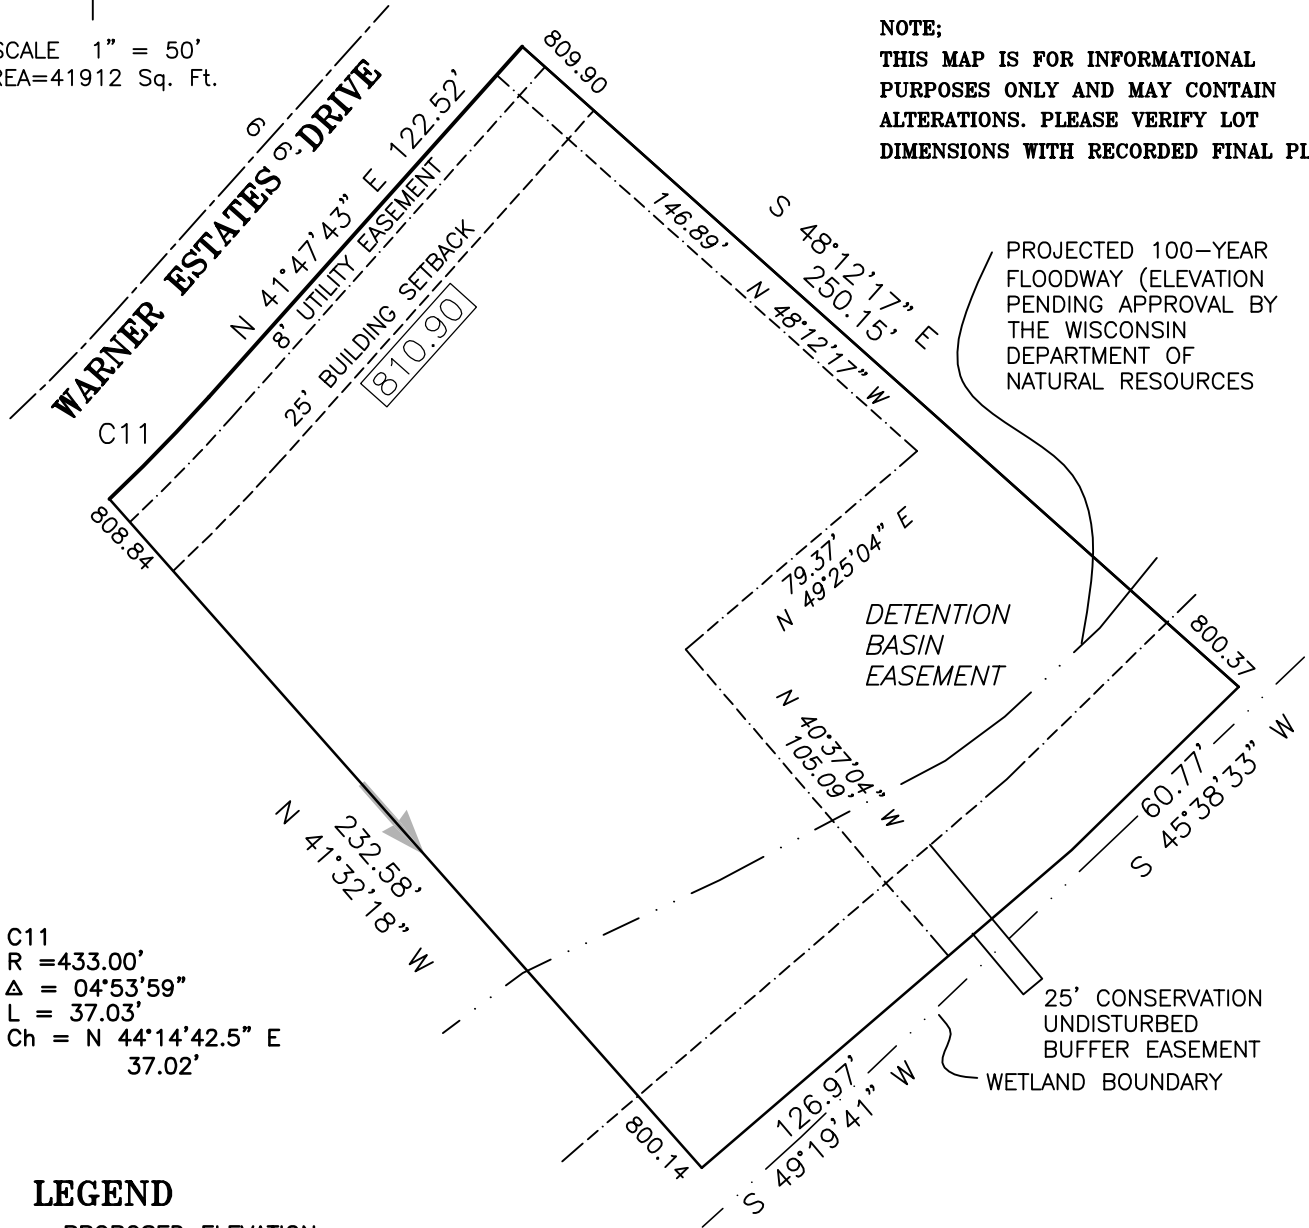 SCALE 1" = 50'
REA=41912 Sq. Ft.
NOTE;
THIS MAP IS FOR INFORMATIONAL
PURPOSES ONLY AND MAY CONTAIN
ALTERATIONS. PLEASE VERIFY LOT
DIMENSIONS WITH RECORDED FINAL PL
66'
WARNER ESTATES DRIVE
N 41°47'43" E 122.52'
8' UTILITY EASEMENT
25' BUILDING SETBACK
810.90
C11
809.90
808.84
146.89'
N 48°12'17" W
S 48°12'17" E
250.15'
PROJECTED 100-YEAR
FLOODWAY (ELEVATION
PENDING APPROVAL BY
THE WISCONSIN
DEPARTMENT OF
NATURAL RESOURCES
79.37'
N 49°25'04" E
DETENTION
BASIN
EASEMENT
800.37
N 40°37'04" W
105.09'
60.77'
S 45°38'33" W
232.58'
N 41°32'18" W
C11
R =433.00'
Δ = 04°53'59"
L = 37.03'
Ch = N 44°14'42.5" E
37.02'
25' CONSERVATION
UNDISTURBED
BUFFER EASEMENT
WETLAND BOUNDARY
126.97'
S 49°19'41" W
800.14
LEGEND
PROPOSED ELEVATION